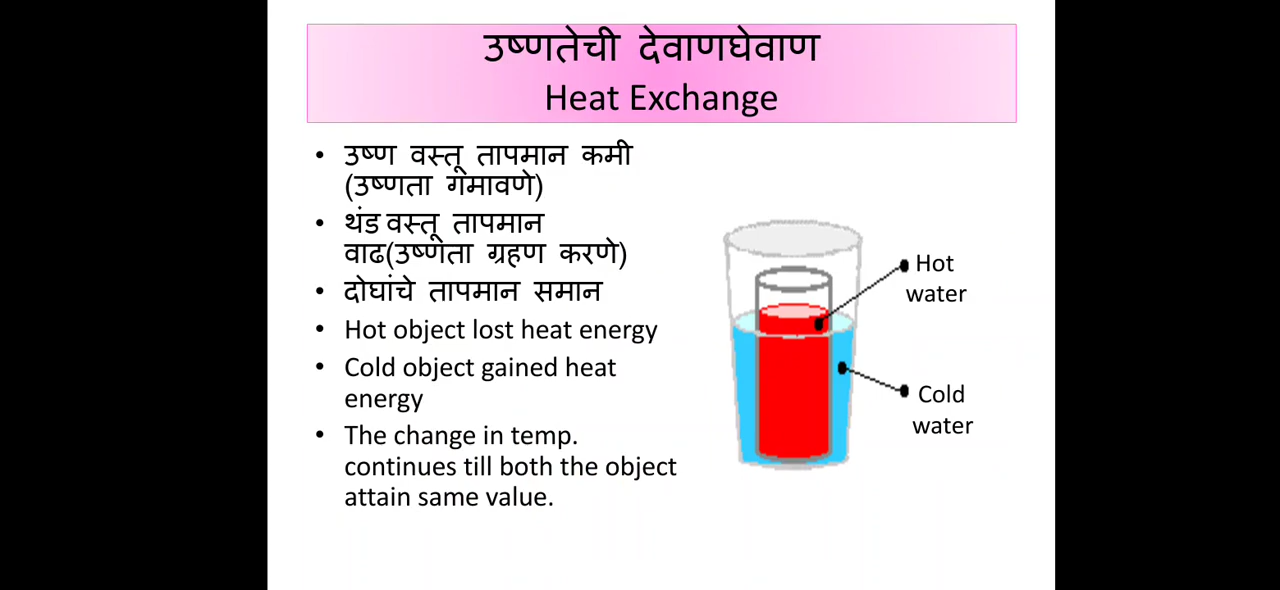 उष्णतेची देवाणघेवाण
Heat Exchange
• उष्ण वस्तू तापमान कमी
(उष्णता गमावणे)
• थंड वस्तू तापमान
वाढ(उष्णता ग्रहण करणे)
• दोघांचे तापमान समान
• Hot object lost heat energy
• Cold object gained heat
energy
• The change in temp.
continues till both the object
attain same value.
Hot
water
Cold
water